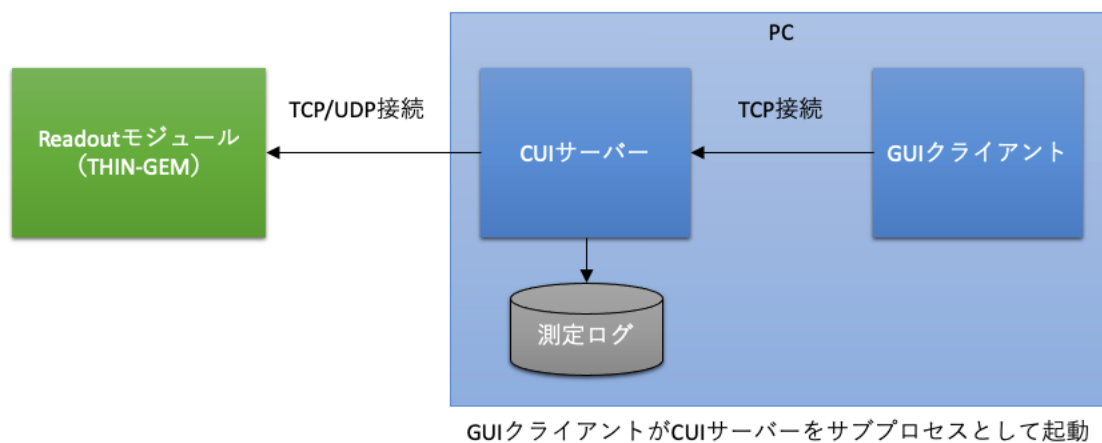 PC
TCP/UDP接続
TCP接続
Readoutモジュール
（THIN-GEM）
CUIサーバー
GUIクライアント
測定ログ
GUIクライアントがCUIサーバーをサブプロセスとして起動